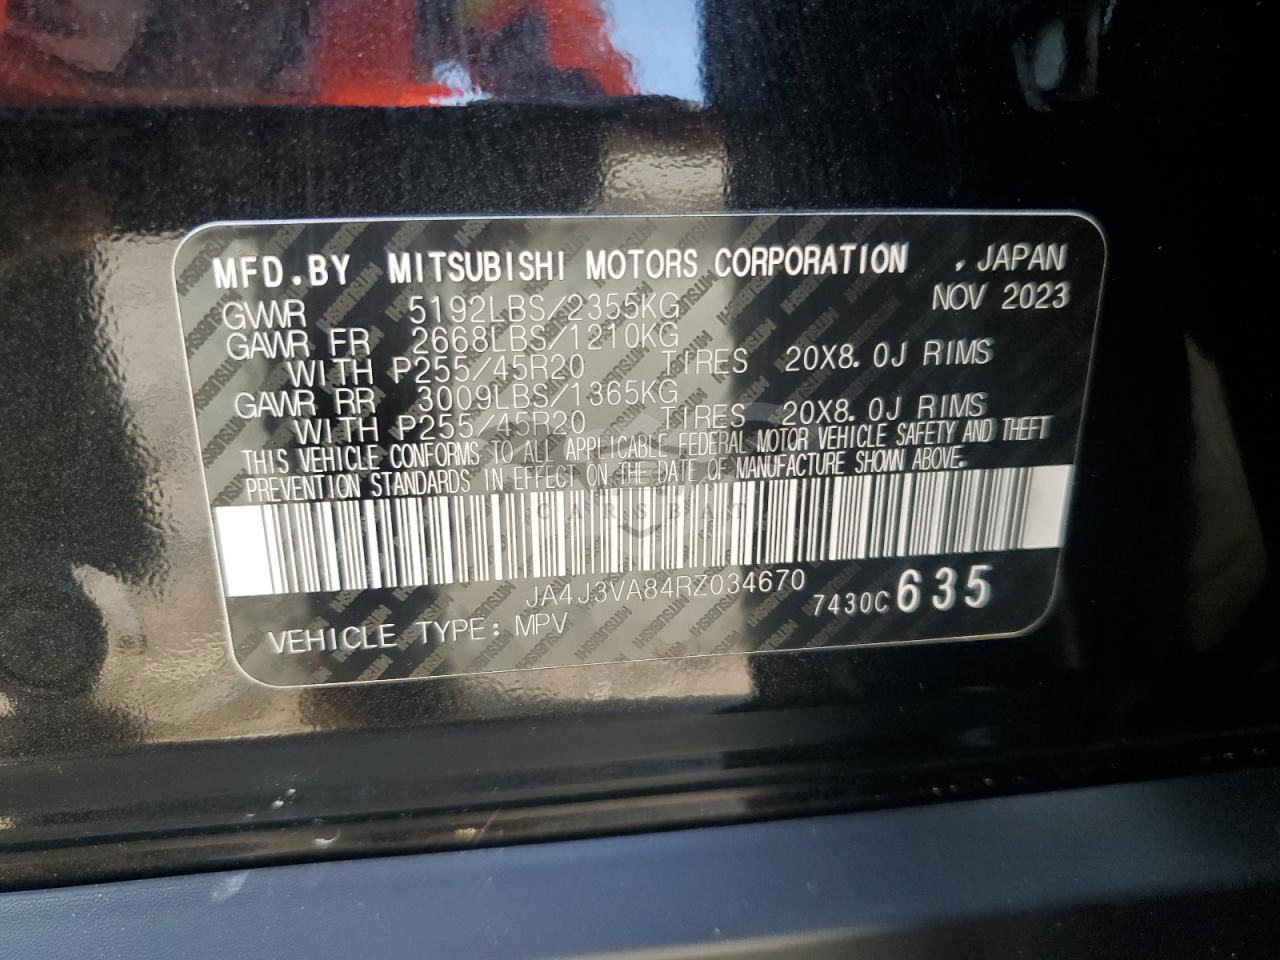 MFD.BY MITSUBISHI MOTORS CORPORATION , JAPAN
NOV 2023
GVWR 5192LBS/2355KG
GAWR FR 2668LBS/1210KG
WITH P255/45R20 TIRES 20X8.0J RIMS
GAWR RR 3009LBS/1365KG
WITH P255/45R20 TIRES 20X8.0J RIMS
THIS VEHICLE CONFORMS TO ALL APPLICABLE FEDERAL MOTOR VEHICLE SAFETY AND THEFT
PREVENTION STANDARDS IN EFFECT ON THE DATE OF MANUFACTURE SHOWN ABOVE.
CARSBAT
JA4J3VA84RZ034670
7430C 635
VEHICLE TYPE: MPV